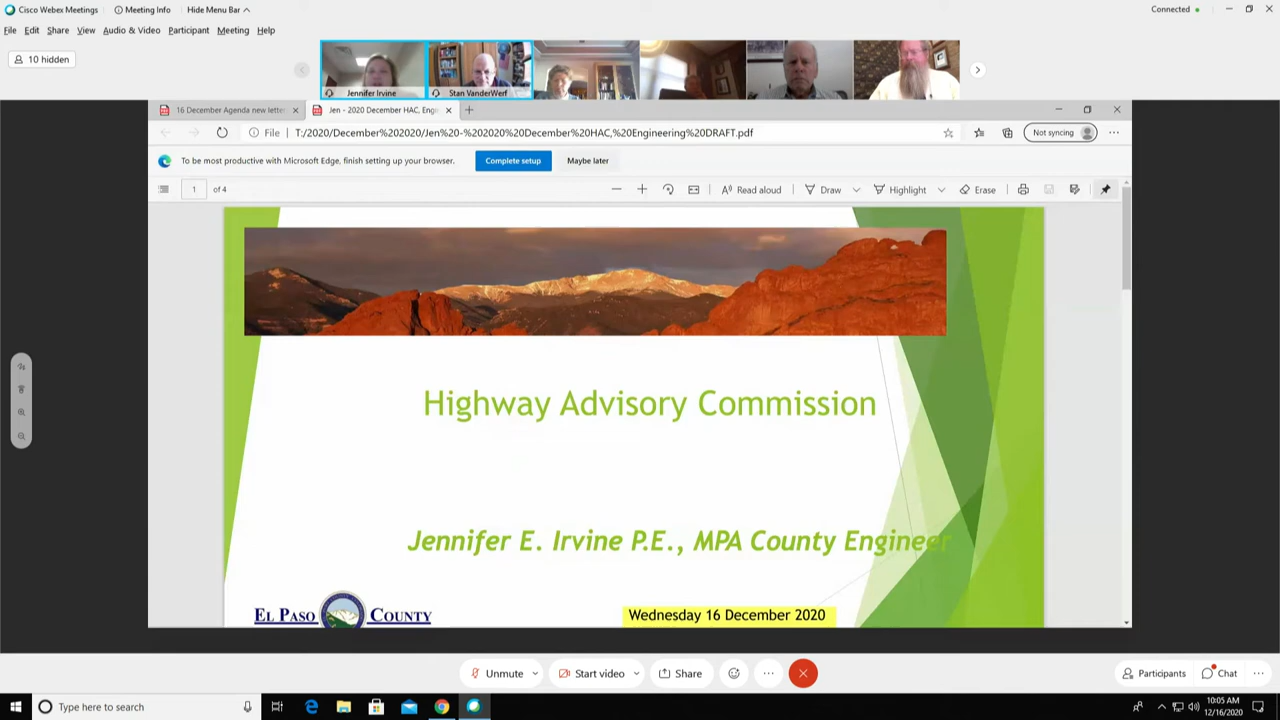 Cisco Webex Meetings
Meeting Info
Hide Menu Bar
Connected
File Edit Share View Audio & Video Participant Meeting Help
10 hidden
Jennifer Irvine
Stan VanderWerf
16 December Agenda new lette
Jen - 2020 December HAC, Eng
File
T:/2020/December%202020/Jen%20-%202020%20December%20HAC,%20Engineering%20DRAFT.pdf
Not syncing
To be most productive with Microsoft Edge, finish setting up your browser.
Complete setup
Maybe later
1 of 4
Read aloud
Draw
Highlight
Erase
Highway Advisory Commission
Jennifer E. Irvine P.E., MPA County Engineer
EL PASO COUNTY
Wednesday 16 December 2020
Unmute
Start video
Share
Participants
Chat
Type here to search
10:05 AM
12/16/2020